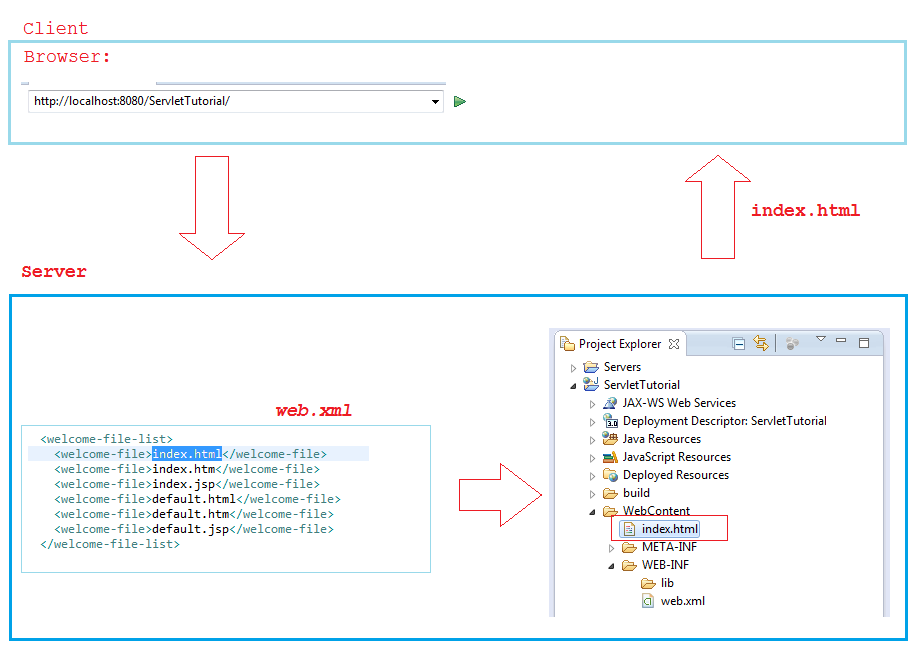 Client
Browser:
http://localhost:8080/ServletTutorial/
index.html
Server
web.xml
<welcome-file-list>
<welcome-file>index.html</welcome-file>
<welcome-file>index.htm</welcome-file>
<welcome-file>index.jsp</welcome-file>
<welcome-file>default.html</welcome-file>
<welcome-file>default.htm</welcome-file>
<welcome-file>default.jsp</welcome-file>
</welcome-file-list>
Project Explorer
Servers
ServletTutorial
JAX-WS Web Services
3.0 Deployment Descriptor: ServletTutorial
Java Resources
JavaScript Resources
Deployed Resources
build
WebContent
index.html
META-INF
WEB-INF
lib
web.xml